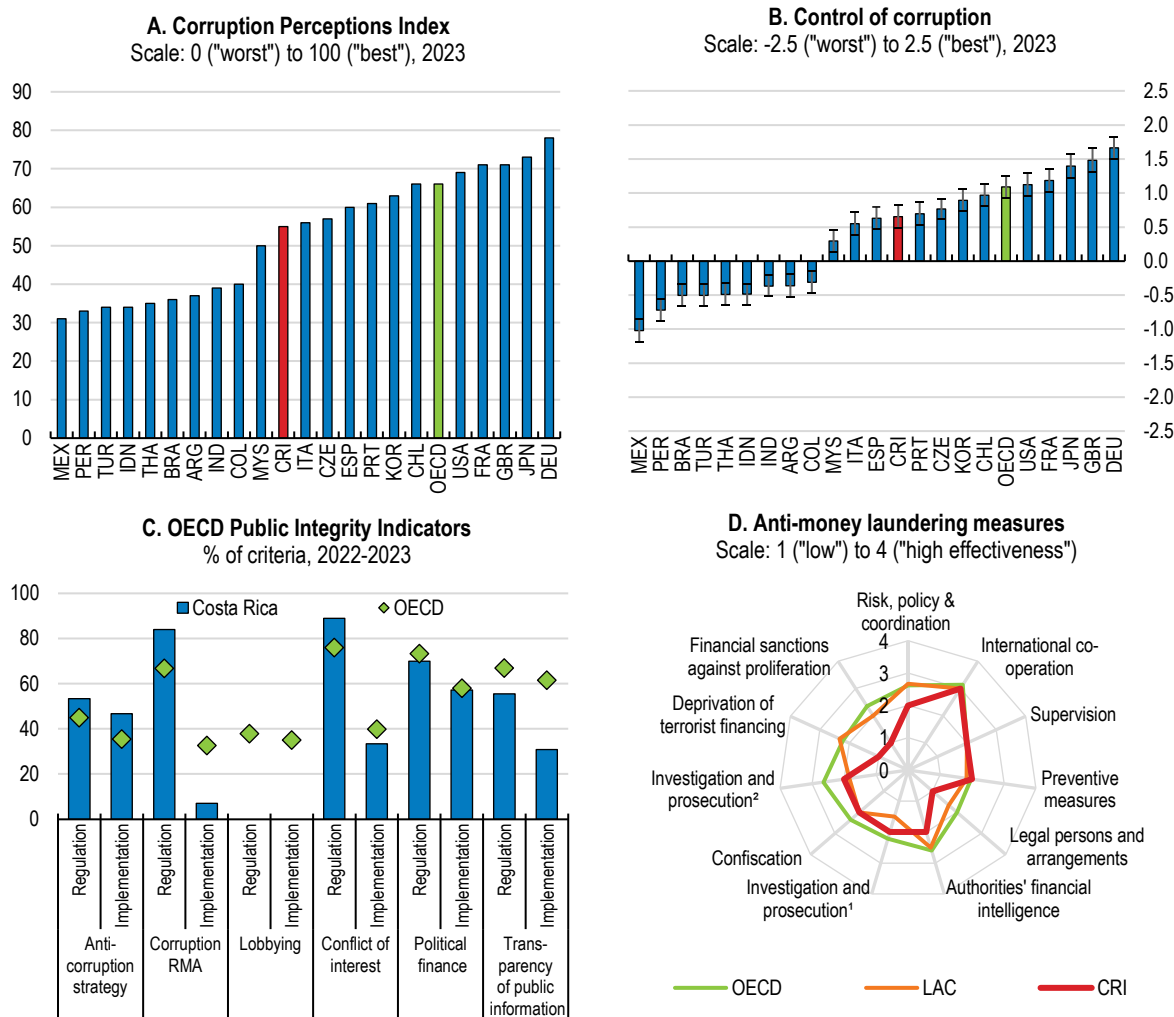 A. Corruption Perceptions Index
Scale: 0 ("worst") to 100 ("best"), 2023
90
80
70
60
50
40
30
20
10
0
MEX
PER
TUR
IDN
THA
BRA
ARG
IND
COL
MYS
CRI
ITA
CZE
ESP
PRT
KOR
CHL
OECD
USA
FRA
GBR
JPN
DEU
B. Control of corruption
Scale: -2.5 ("worst") to 2.5 ("best"), 2023
2.5
2.0
1.5
1.0
0.5
0.0
-0.5
-1.0
-1.5
-2.0
-2.5
MEX
PER
BRA
TUR
THA
IDN
IND
ARG
COL
MYS
ITA
ESP
CRI
PRT
CZE
KOR
CHL
OECD
USA
FRA
JPN
GBR
DEU
C. OECD Public Integrity Indicators
% of criteria, 2022-2023
100
80
60
40
20
0
Costa Rica
OECD
Regulation
Implementation
Regulation
Implementation
Regulation
Implementation
Regulation
Implementation
Regulation
Implementation
Regulation
Implementation
Anti-
corruption
strategy
Corruption
RMA
Lobbying
Conflict of
interest
Political
finance
Trans-
parency
of public
information
D. Anti-money laundering measures
Scale: 1 ("low") to 4 ("high effectiveness")
4
3
2
1
0
Risk, policy &
coordination
International co-
operation
Supervision
Preventive
measures
Legal persons and
arrangements
Authorities' financial
intelligence
Investigation and
prosecution¹
Confiscation
Investigation and
prosecution²
Deprivation of
terrorist financing
Financial sanctions
against proliferation
OECD
LAC
CRI